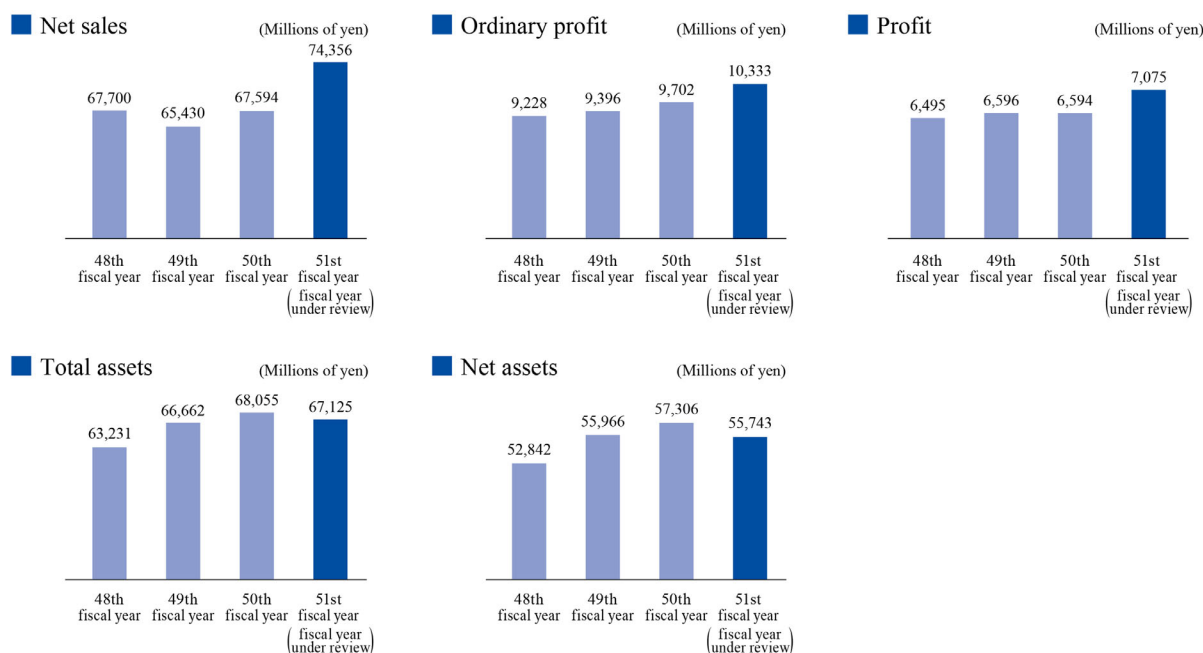 Net sales
(Millions of yen)
67,700
65,430
67,594
74,356
48th
fiscal year
49th
fiscal year
50th
fiscal year
51st
fiscal year
(fiscal year
under review)
Ordinary profit
(Millions of yen)
9,228
9,396
9,702
10,333
48th
fiscal year
49th
fiscal year
50th
fiscal year
51st
fiscal year
(fiscal year
under review)
Profit
(Millions of yen)
6,495
6,596
6,594
7,075
48th
fiscal year
49th
fiscal year
50th
fiscal year
51st
fiscal year
(fiscal year
under review)
Total assets
(Millions of yen)
63,231
66,662
68,055
67,125
48th
fiscal year
49th
fiscal year
50th
fiscal year
51st
fiscal year
(fiscal year
under review)
Net assets
(Millions of yen)
52,842
55,966
57,306
55,743
48th
fiscal year
49th
fiscal year
50th
fiscal year
51st
fiscal year
(fiscal year
under review)